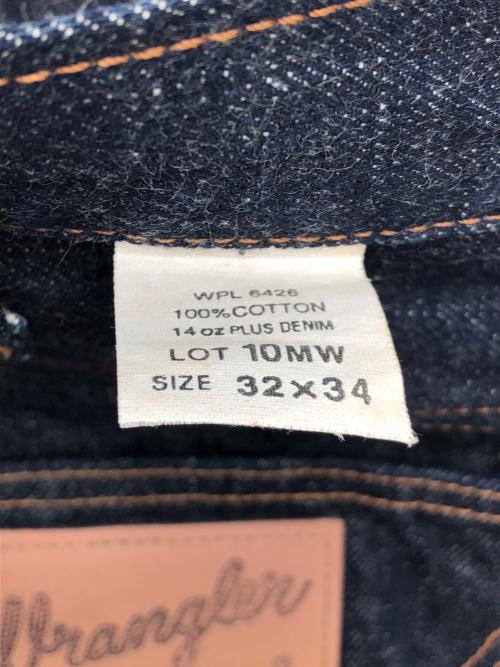 WPL 6426
100% COTTON
14 oz PLUS DENIM
LOT 10MW
SIZE 32×34
Wrangler